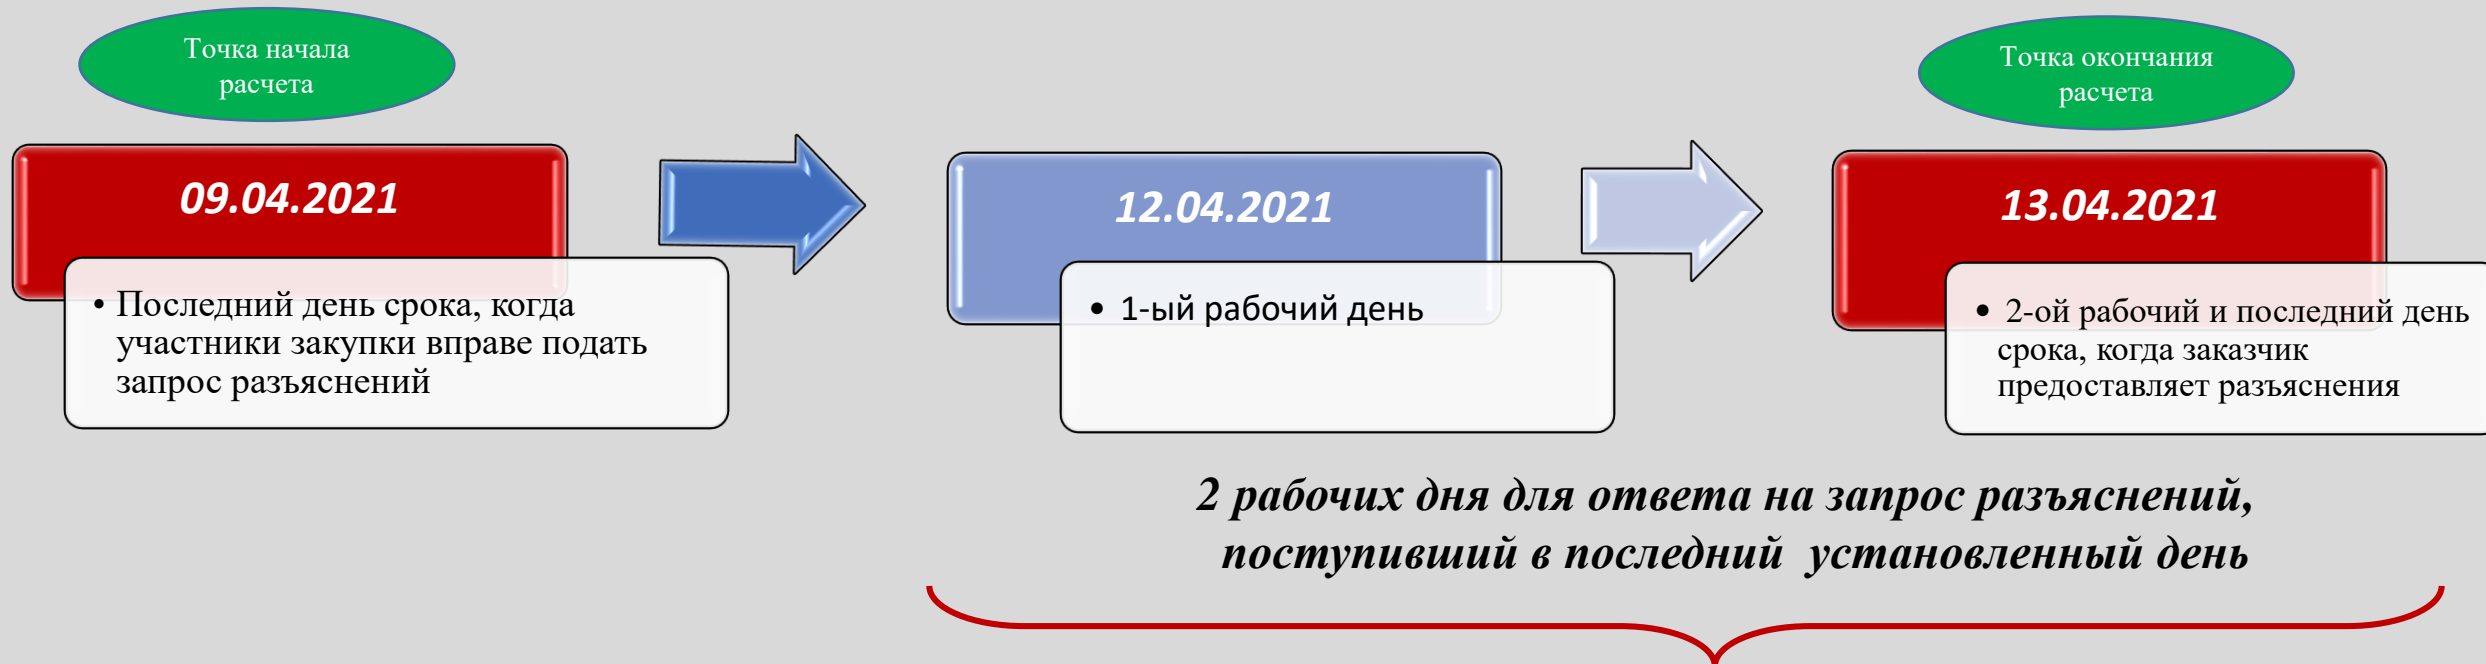 Точка начала
расчета
09.04.2021
• Последний день срока, когда
участники закупки вправе подать
запрос разъяснений
12.04.2021
• 1-ый рабочий день
Точка окончания
расчета
13.04.2021
• 2-ой рабочий и последний день
срока, когда заказчик
предоставляет разъяснения
2 рабочих дня для ответа на запрос разъяснений,
поступивший в последний установленный день